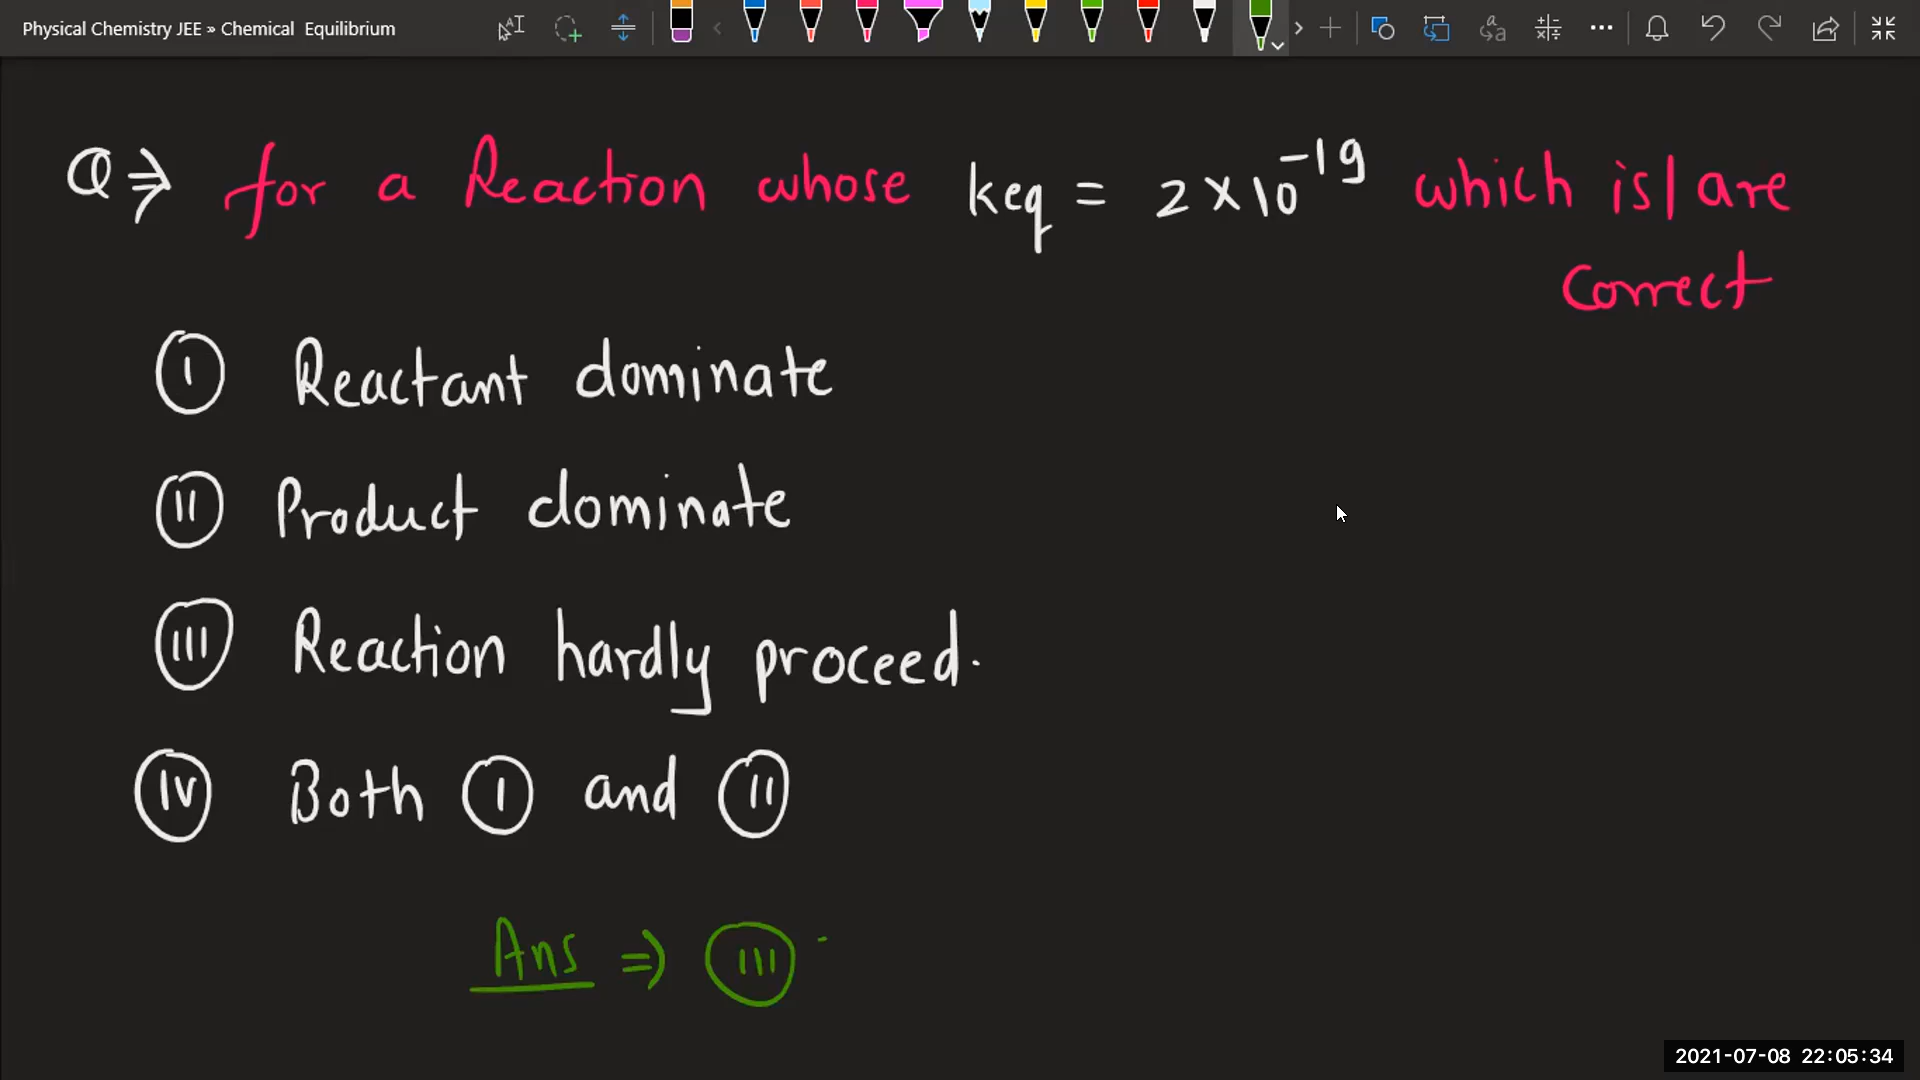 Physical Chemistry JEE » Chemical Equilibrium
Q ⇒ for a Reaction whose keq = 2×10⁻¹⁹ which is/are
correct
(I) Reactant dominate
(II) Product dominate
(III) Reaction hardly proceed.
(IV) Both (I) and (II)
Ans ⇒ (III)
2021-07-08 22:05:34